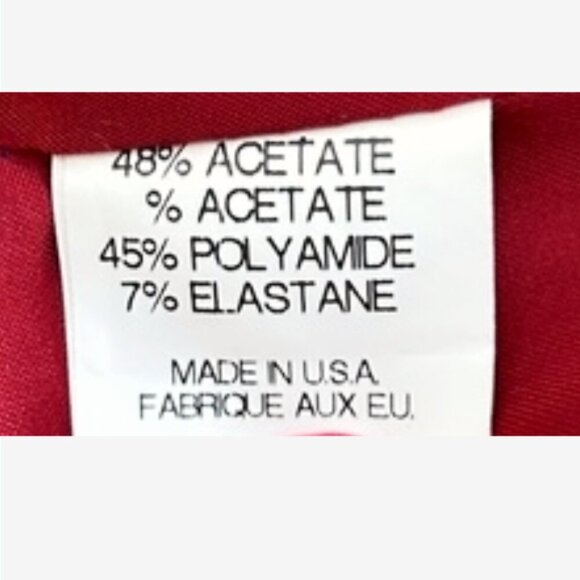 48% ACETATE
% ACETATE
45% POLYAMIDE
7% ELASTANE
MADE IN U.S.A.
FABRIQUE AUX E.U.